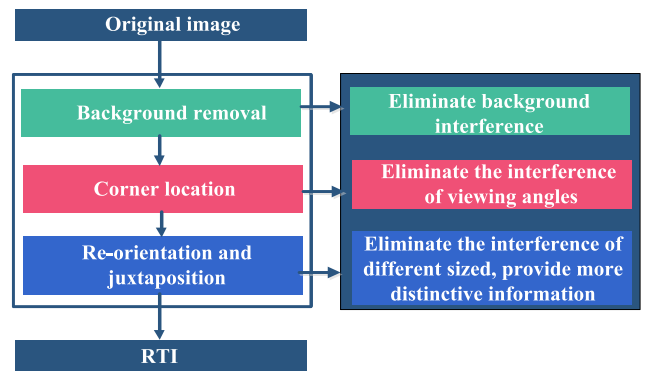 Original image
Background removal
Eliminate background
interference
Corner location
Eliminate the interference
of viewing angles
Re-orientation and
juxtaposition
Eliminate the interference of
different sized, provide more
distinctive information
RTI